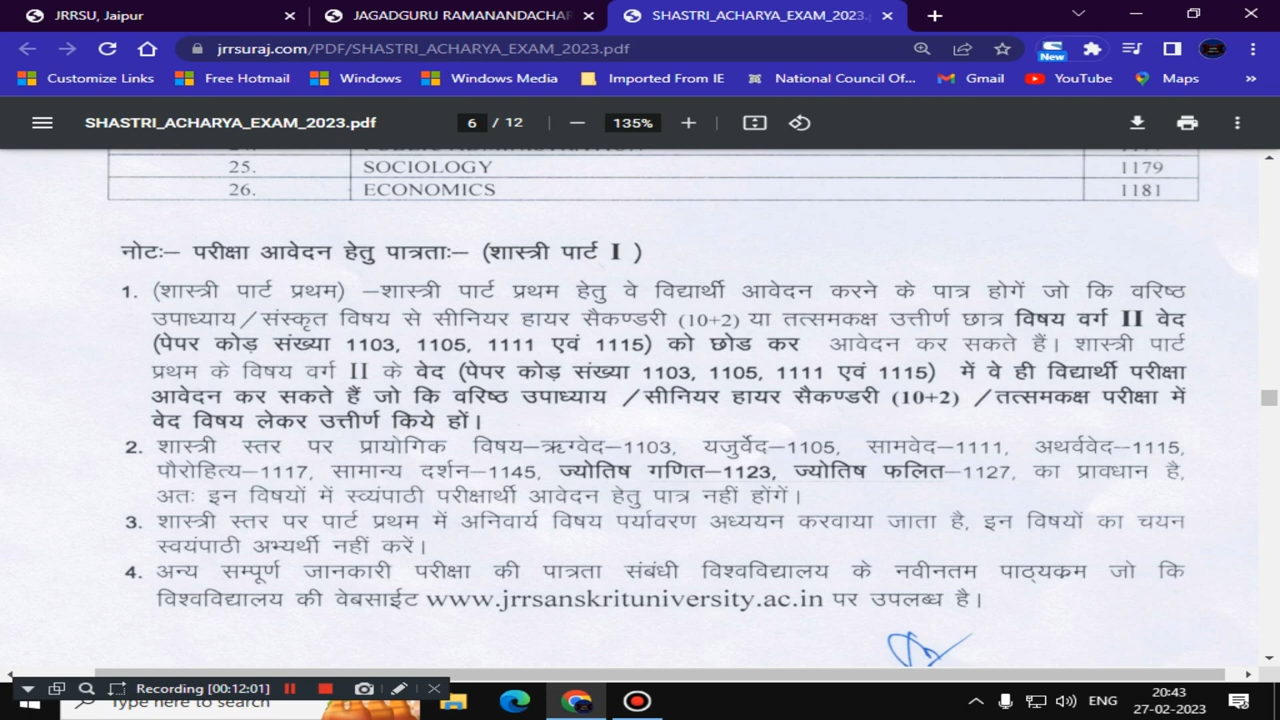 JRRSU, Jaipur
JAGADGURU RAMANANDACHAR
SHASTRI_ACHARYA_EXAM_2023.p
jrrsuraj.com/PDF/SHASTRI_ACHARYA_EXAM_2023.pdf
New
Customize Links Free Hotmail Windows Windows Media Imported From IE National Council Of... Gmail YouTube Maps »
SHASTRI_ACHARYA_EXAM_2023.pdf 6 / 12 135%
24. PUBLIC ADMINISTRATION
25. SOCIOLOGY 1179
26. ECONOMICS 1181
नोटः– परीक्षा आवेदन हेतु पात्रताः– (शास्त्री पार्ट I )
1. (शास्त्री पार्ट प्रथम) –शास्त्री पार्ट प्रथम हेतु वे विद्यार्थी आवेदन करने के पात्र होगें जो कि वरिष्ठ
उपाध्याय/संस्कृत विषय से सीनियर हायर सैकण्डरी (10+2) या तत्समकक्ष उत्तीर्ण छात्र विषय वर्ग II वेद
(पेपर कोड़ संख्या 1103, 1105, 1111 एवं 1115) को छोड कर आवेदन कर सकते हैं। शास्त्री पार्ट
प्रथम के विषय वर्ग II के वेद (पेपर कोड़ संख्या 1103, 1105, 1111 एवं 1115) में वे ही विद्यार्थी परीक्षा
आवेदन कर सकते हैं जो कि वरिष्ठ उपाध्याय /सीनियर हायर सैकण्डरी (10+2) /तत्समकक्ष परीक्षा में
वेद विषय लेकर उत्तीर्ण किये हों।
2. शास्त्री स्तर पर प्रायोगिक विषय–ऋग्वेद–1103, यजुर्वेद–1105, सामवेद–1111, अथर्ववेद–1115,
पौरोहित्य–1117, सामान्य दर्शन–1145, ज्योतिष गणित–1123, ज्योतिष फलित–1127, का प्रावधान है,
अतः इन विषयों में स्व्यंपाठी परीक्षार्थी आवेदन हेतु पात्र नहीं होंगें।
3. शास्त्री स्तर पर पार्ट प्रथम में अनिवार्य विषय पर्यावरण अध्ययन करवाया जाता है, इन विषयों का चयन
स्वयंपाठी अभ्यर्थी नहीं करें।
4. अन्य सम्पूर्ण जानकारी परीक्षा की पात्रता संबंधी विश्वविद्यालय के नवीनतम पाठ्यकम जो कि
विश्वविद्यालय की वेबसाईट www.jrrsanskrituniversity.ac.in पर उपलब्ध है।
Recording [00:12:01]
Type here to search
ENG 20:43
27-02-2023